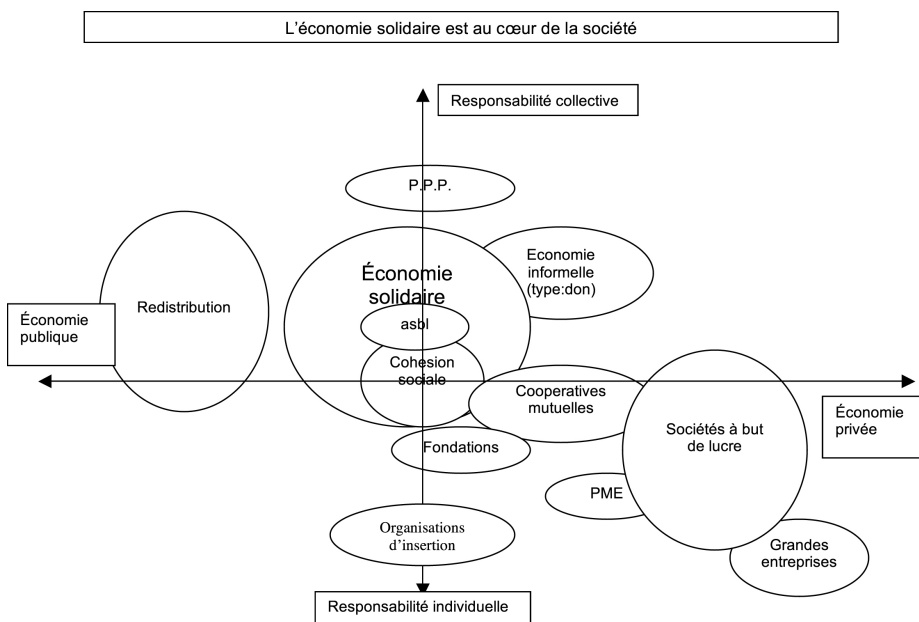 L'économie solidaire est au cœur de la société
Responsabilité collective
P.P.P.
Economie
informelle
(type:don)
Économie
solidaire
Redistribution
Économie
publique
asbl
Cohesion
sociale
Cooperatives
mutuelles
Économie
privée
Sociétés à but
de lucre
Fondations
PME
Organisations
d'insertion
Grandes
entreprises
Responsabilité individuelle